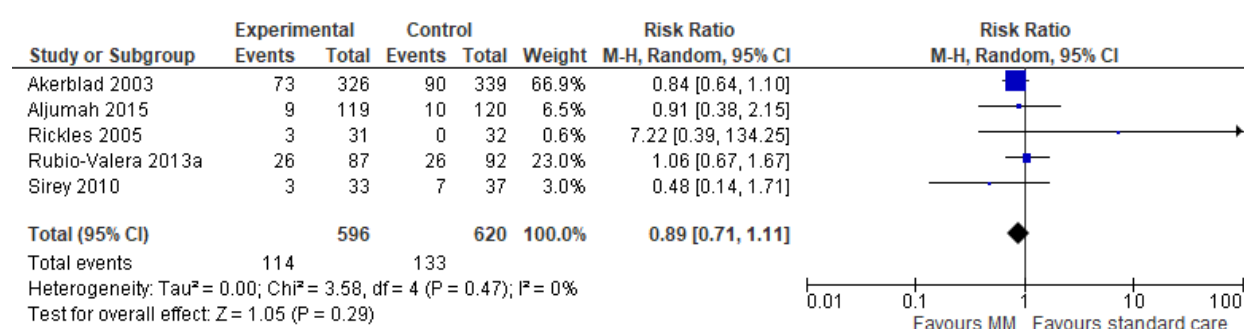 Experimental Control Risk Ratio Risk Ratio
Study or Subgroup Events Total Events Total Weight M-H, Random, 95% CI M-H, Random, 95% CI
Akerblad 2003 73 326 90 339 66.9% 0.84 [0.64, 1.10]
Aljumah 2015 9 119 10 120 6.5% 0.91 [0.38, 2.15]
Rickles 2005 3 31 0 32 0.6% 7.22 [0.39, 134.25]
Rubio-Valera 2013a 26 87 26 92 23.0% 1.06 [0.67, 1.67]
Sirey 2010 3 33 7 37 3.0% 0.48 [0.14, 1.71]
Total (95% CI) 596 620 100.0% 0.89 [0.71, 1.11]
Total events 114 133
Heterogeneity: Tau² = 0.00; Chi² = 3.58, df = 4 (P = 0.47); I² = 0%
Test for overall effect: Z = 1.05 (P = 0.29)
0.01 0.1 1 10 100
Favours MM Favours standard care